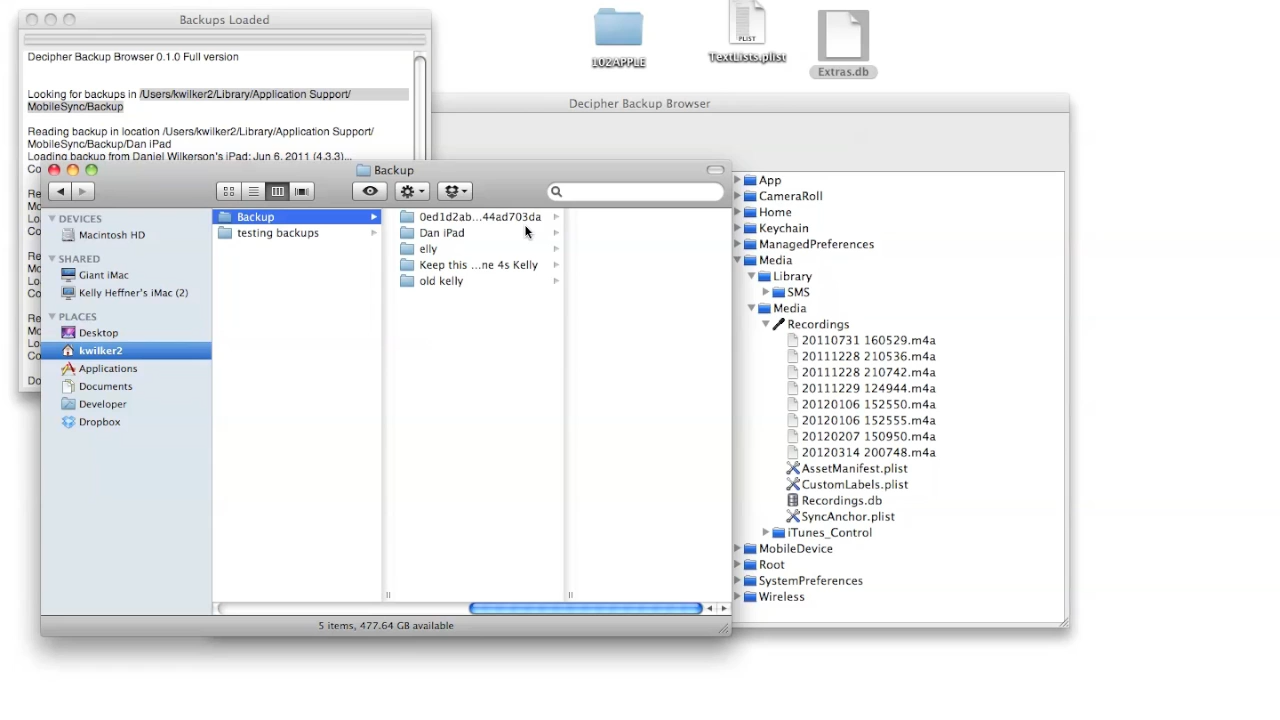 Backups Loaded
Decipher Backup Browser 0.1.0 Full version
Looking for backups in /Users/kwilker2/Library/Application Support/
MobileSync/Backup
Reading backup in location /Users/kwilker2/Library/Application Support/
MobileSync/Backup/Dan iPad
Loading backup from Daniel Wilkerson's iPad: Jun 6, 2011 (4.3.3)...
102APPLE
PLIST
TextLists.plist
Extras.db
Decipher Backup Browser
Backup
DEVICES
Macintosh HD
SHARED
Giant iMac
Kelly Heffner's iMac (2)
PLACES
Desktop
kwilker2
Applications
Documents
Developer
Dropbox
Backup
testing backups
0ed1d2ab...44ad703da
Dan iPad
elly
Keep this ...ne 4s Kelly
old kelly
5 items, 477.64 GB available
App
CameraRoll
Home
Keychain
ManagedPreferences
Media
Library
SMS
Media
Recordings
20110731 160529.m4a
20111228 210536.m4a
20111228 210742.m4a
20111229 124944.m4a
20120106 152550.m4a
20120106 152555.m4a
20120207 150950.m4a
20120314 200748.m4a
AssetManifest.plist
CustomLabels.plist
Recordings.db
SyncAnchor.plist
iTunes_Control
MobileDevice
Root
SystemPreferences
Wireless